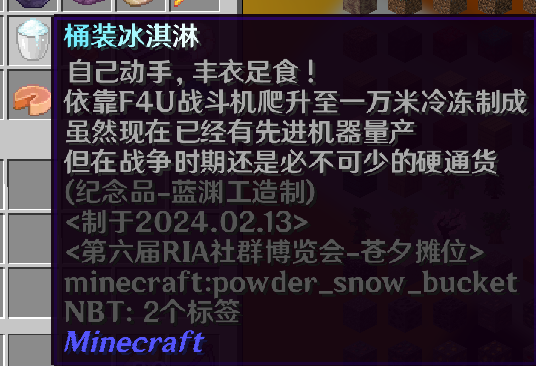 桶装冰淇淋
自己动手，丰衣足食！
依靠F4U战斗机爬升至一万米冷冻制成
虽然现在已经有先进机器量产
但在战争时期还是必不可少的硬通货
(纪念品-蓝渊工造制)
<制于2024.02.13>
<第六届RIA社群博览会-苍夕摊位>
minecraft:powder_snow_bucket
NBT: 2个标签
Minecraft